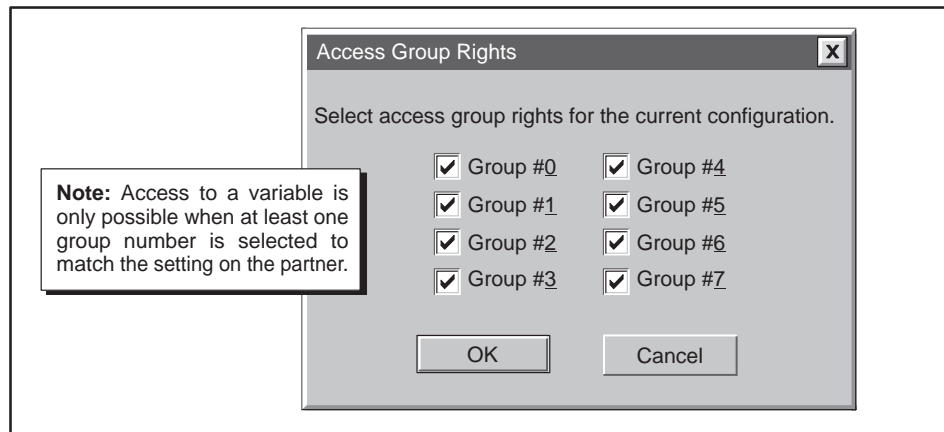 Access Group Rights
X
Select access group rights for the current configuration.
Group #0
Group #4
Group #1
Group #5
Group #2
Group #6
Group #3
Group #7
OK
Cancel
Note: Access to a variable is
only possible when at least one
group number is selected to
match the setting on the partner.